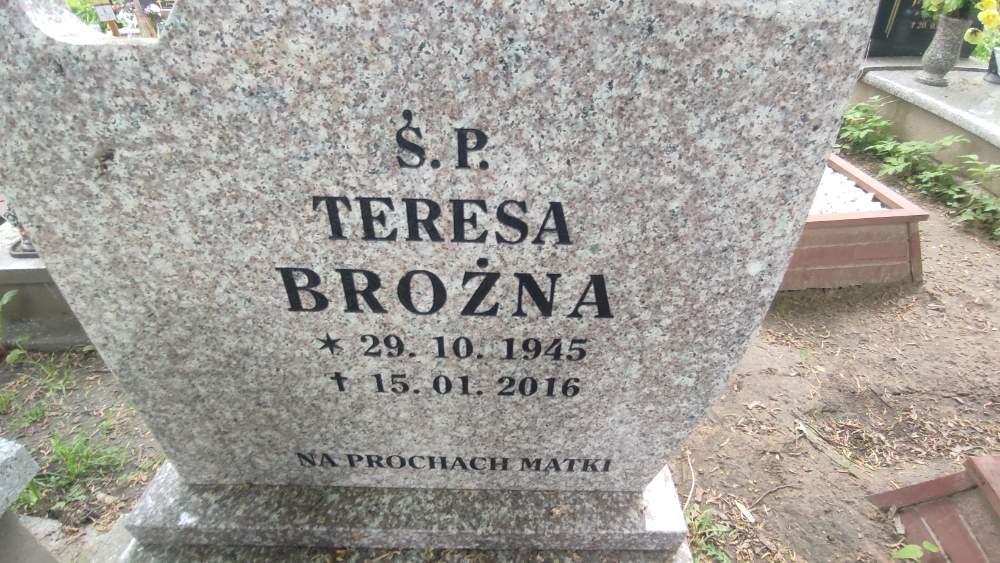 Ś. P.
TERESA
BROŻNA
* 29. 10. 1945
† 15. 01. 2016
NA PROCHACH MATKI